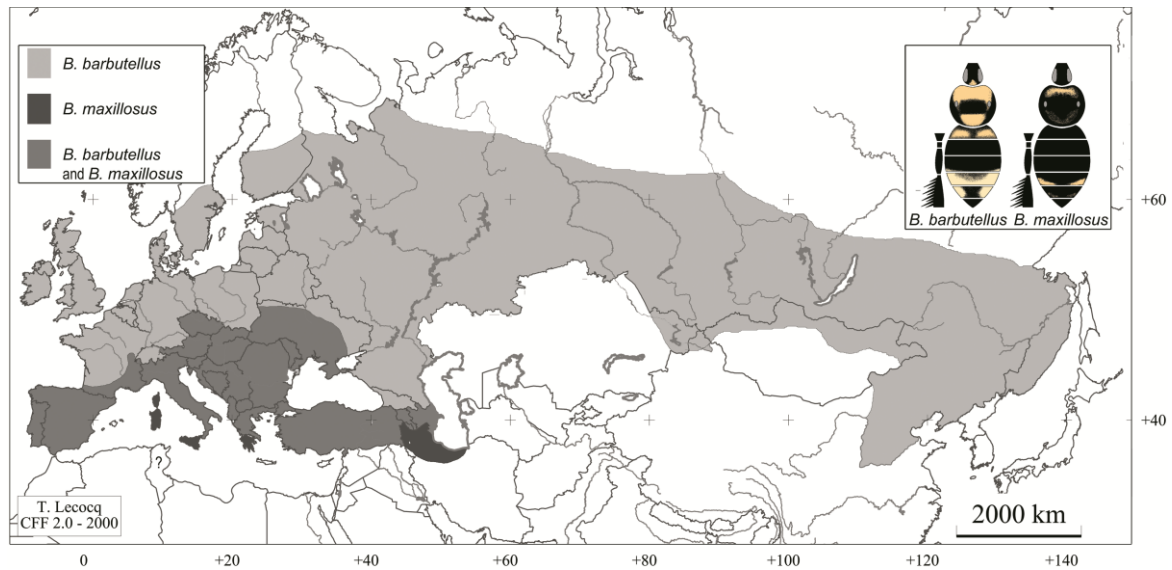 B. barbutellus
B. maxillosus
B. barbutellus
and B. maxillosus
B. barbutellus B. maxillosus
+60
+40
?
T. Lecocq
CFF 2.0 - 2000
2000 km
0 +20 +40 +60 +80 +100 +120 +140